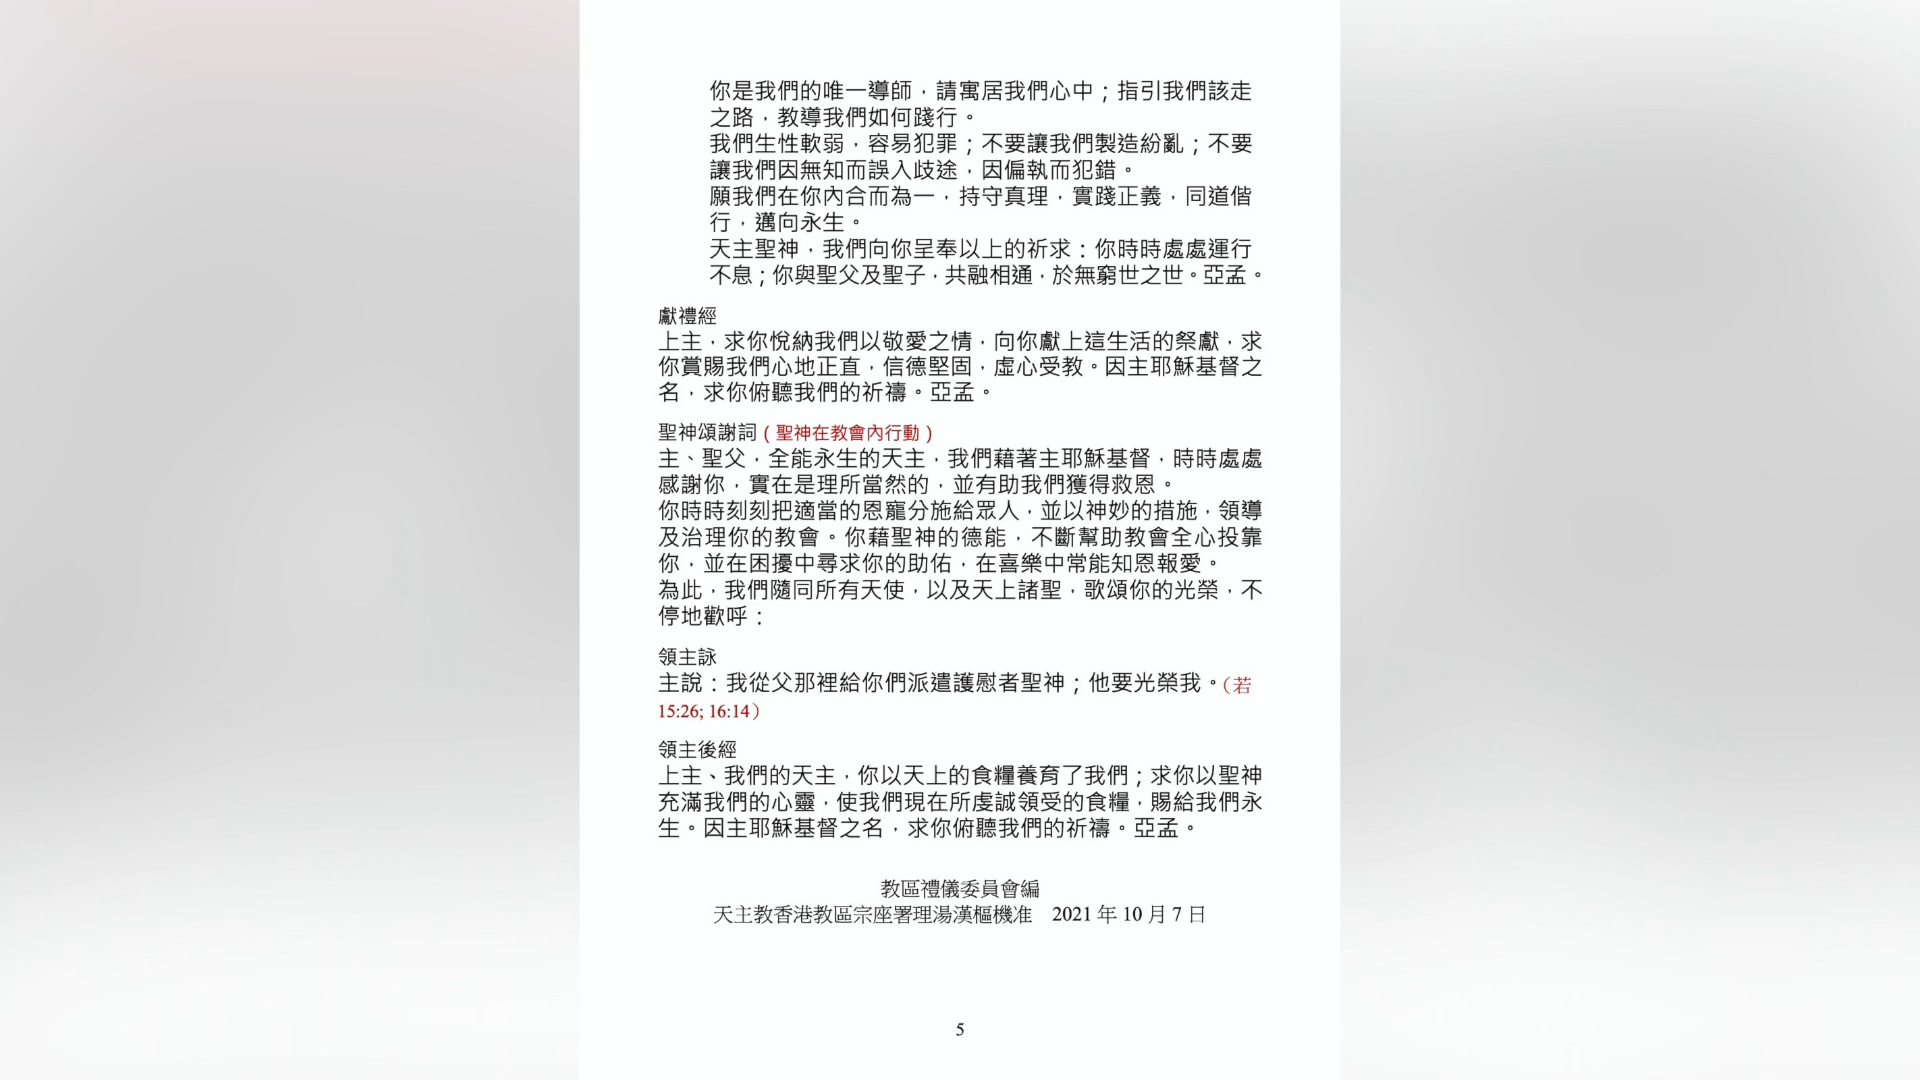 你是我們的唯一導師，請寓居我們心中；指引我們該走
之路，教導我們如何踐行。
我們生性軟弱，容易犯罪；不要讓我們製造紛亂；不要
讓我們因無知而誤入歧途，因偏執而犯錯。
願我們在你內合而為一，持守真理，實踐正義，同道偕
行，邁向永生。
天主聖神，我們向你呈奉以上的祈求：你時時處處運行
不息；你與聖父及聖子，共融相通，於無窮世之世。亞孟。
獻禮經
上主，求你悅納我們以敬愛之情，向你獻上這生活的祭獻，求
你賞賜我們心地正直，信德堅固，虛心受教。因主耶穌基督之
名，求你俯聽我們的祈禱。亞孟。
聖神頌謝詞（聖神在教會內行動）
主、聖父，全能永生的天主，我們藉著主耶穌基督，時時處處
感謝你，實在是理所當然的，並有助我們獲得救恩。
你時時刻刻把適當的恩寵分施給眾人，並以神妙的措施，領導
及治理你的教會。你藉聖神的德能，不斷幫助教會全心投靠
你，並在困擾中尋求你的助佑，在喜樂中常能知恩報愛。
為此，我們隨同所有天使，以及天上諸聖，歌頌你的光榮，不
停地歡呼：
領主詠
主說：我從父那裡給你們派遣護慰者聖神；他要光榮我。（若
15:26; 16:14）
領主後經
上主、我們的天主，你以天上的食糧養育了我們；求你以聖神
充滿我們的心靈，使我們現在所虔誠領受的食糧，賜給我們永
生。因主耶穌基督之名，求你俯聽我們的祈禱。亞孟。
教區禮儀委員會編
天主教香港教區宗座署理湯漢樞機准　2021 年 10 月 7 日
5